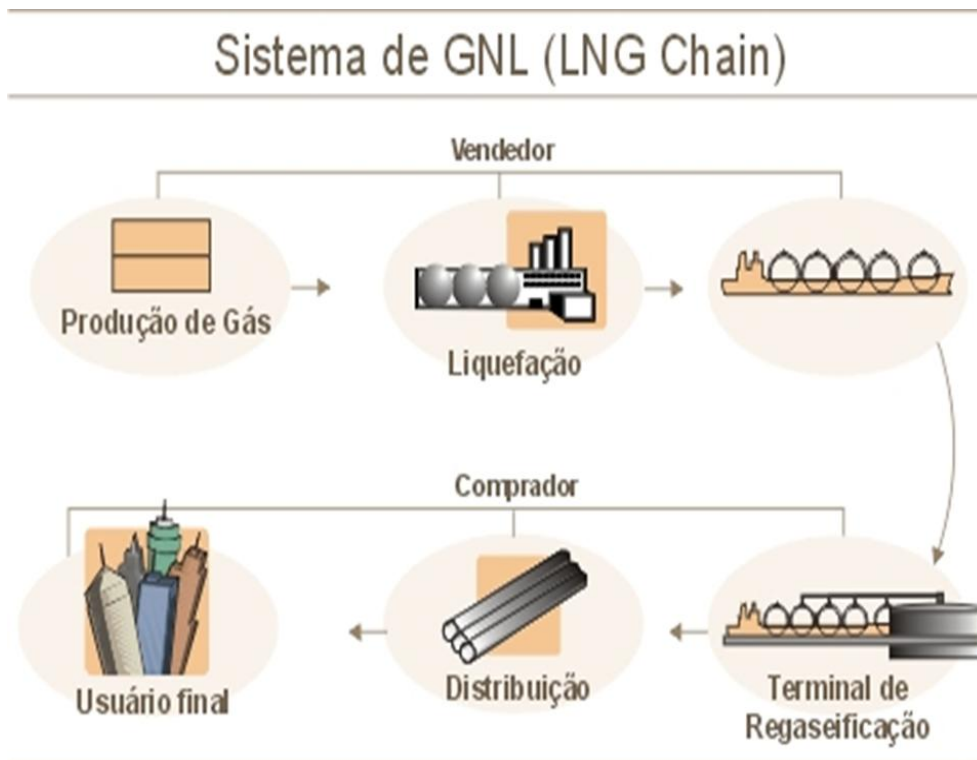 Sistema de GNL (LNG Chain)
Vendedor
Produção de Gás
Liquefação
Comprador
Usuário final
Distribuição
Terminal de
Regaseificação